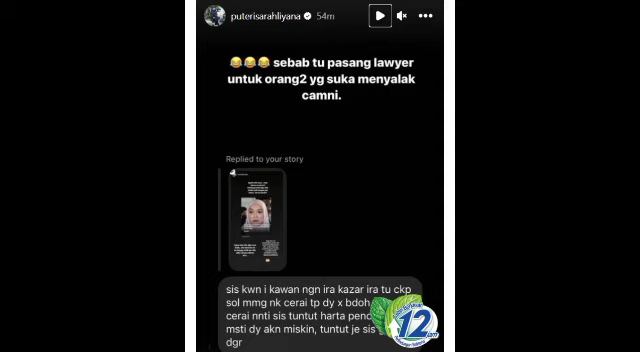 puterisarahliyana 54m
😂😂😂 sebab tu pasang lawyer
untuk orang2 yg suka menyalak
camni.
Replied to your story
sis kwn i kawan ngn ira kazar ira tu ckp
sol mmg nk cerai tp dy x bdoh
cerai nnti sis tuntut harta
msti dy akn miskin, tuntut je sis
dgr
12